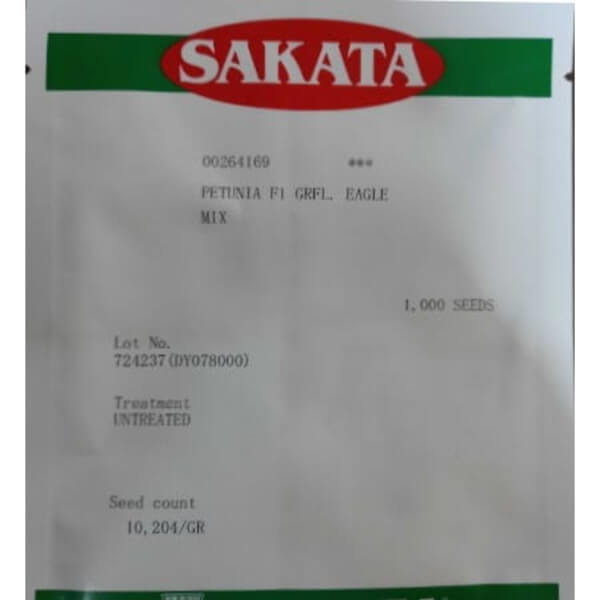 SAKATA
00264169 ***
PETUNIA F1 GRFL. EAGLE
MIX
1,000 SEEDS
Lot No.
724237(DY078000)
Treatment
UNTREATED
Seed count
10,204/GR